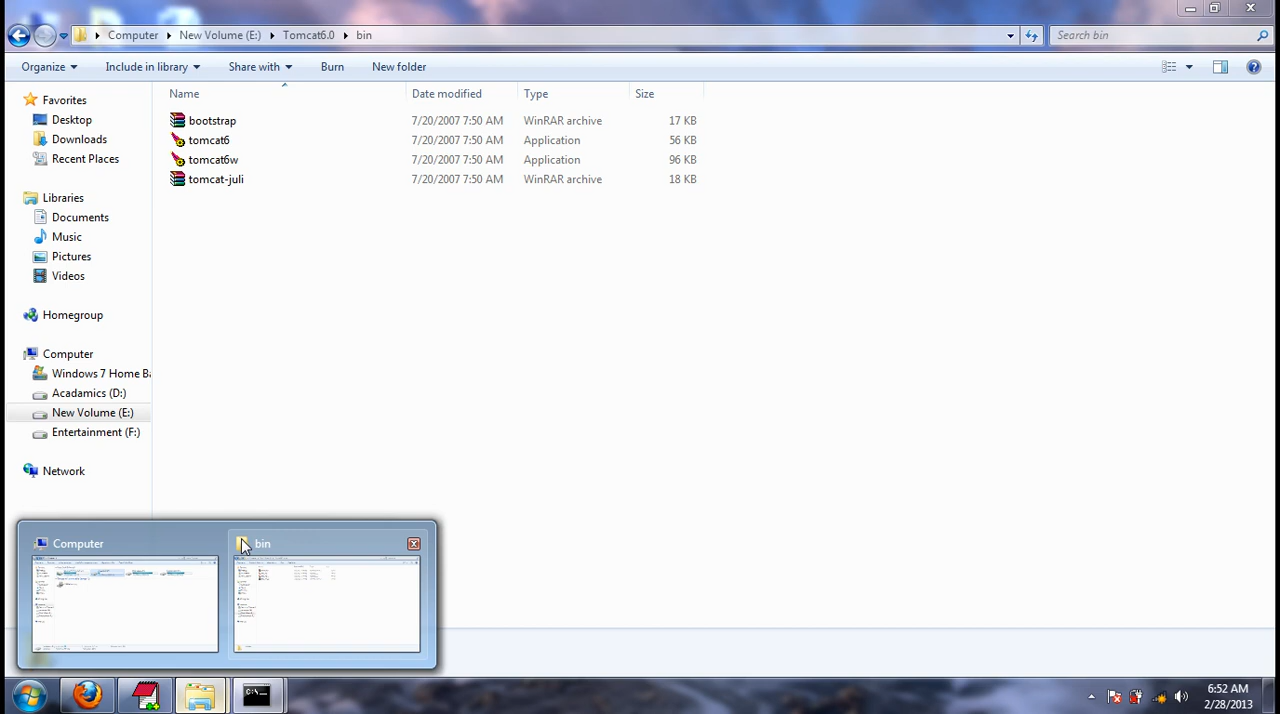 Computer New Volume (E:) Tomcat6.0 bin Search bin
Organize Include in library Share with Burn New folder
Name Date modified Type Size
Favorites
Desktop
Downloads
Recent Places
Libraries
Documents
Music
Pictures
Videos
Homegroup
Computer
Windows 7 Home Ba
Acadamics (D:)
New Volume (E:)
Entertainment (F:)
Network
bootstrap 7/20/2007 7:50 AM WinRAR archive 17 KB
tomcat6 7/20/2007 7:50 AM Application 56 KB
tomcat6w 7/20/2007 7:50 AM Application 96 KB
tomcat-juli 7/20/2007 7:50 AM WinRAR archive 18 KB
Computer bin
6:52 AM
2/28/2013